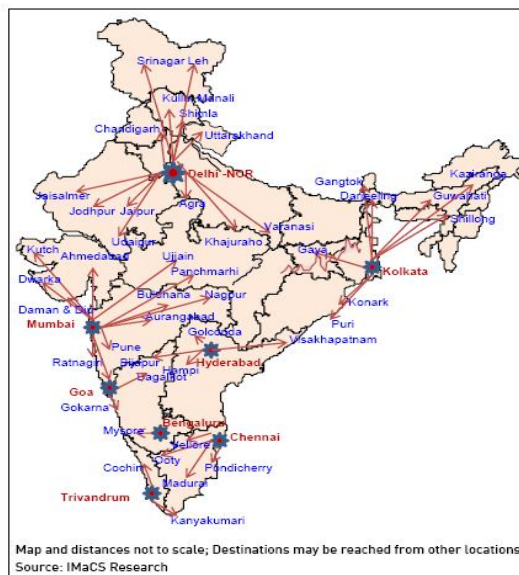 Srinagar Leh
Kullu Manali
Shimla
Chandigarh
Uttarakhand
Delhi -NCR
Kaziranga
Gangtok
Darjeeling
Guwahati
Jaisalmer
Agra
Jodhpur Jaipur
Shillong
Varanasi
Udaipur
Khajuraho
Gaya
Kutch
Ahmedabad
Ujjain
Kolkata
Panchmarhi
Dwarka
Buldhana
Nagpur
Konark
Daman & Diu
Aurangabad
Mumbai
Puri
Golconda
Pune
Visakhapatnam
Ratnagiri
Bijapur
Hyderabad
Hampi
Goa
Bagalkot
Gokarna
Bengaluru
Mysore
Chennai
Vellore
Ooty
Cochin
Pondicherry
Madurai
Trivandrum
Kanyakumari
Map and distances not to scale; Destinations may be reached from other locations
Source: IMaCS Research